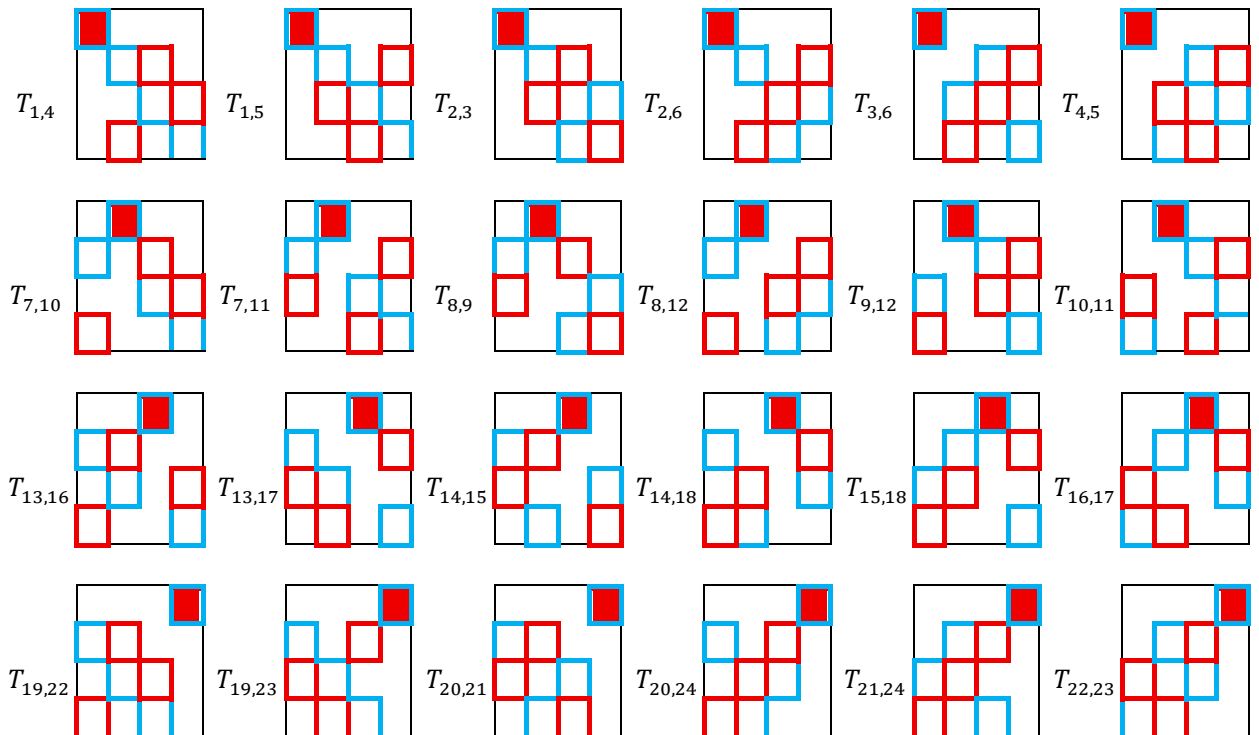 T1,4 T1,5 T2,3 T2,6 T3,6 T4,5
T7,10 T7,11 T8,9 T8,12 T9,12 T10,11
T13,16 T13,17 T14,15 T14,18 T15,18 T16,17
T19,22 T19,23 T20,21 T20,24 T21,24 T22,23